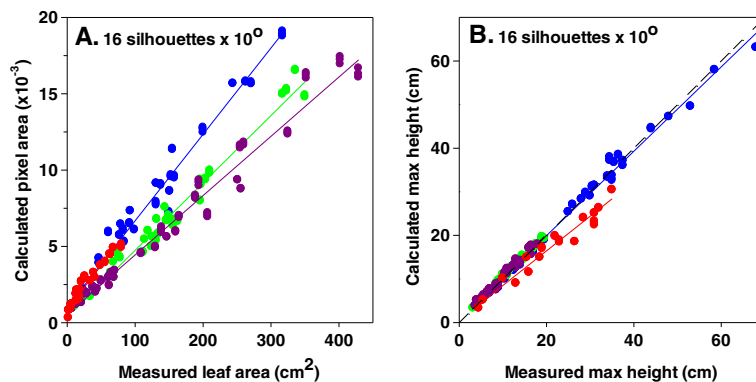 A. 16 silhouettes x 10º
20
15
10
5
0
0 100 200 300 400
Calculated pixel area (x10⁻³)
Measured leaf area (cm²)
B. 16 silhouettes x 10º
60
40
20
0
0 20 40 60
Calculated max height
(cm)
Measured max height (cm)